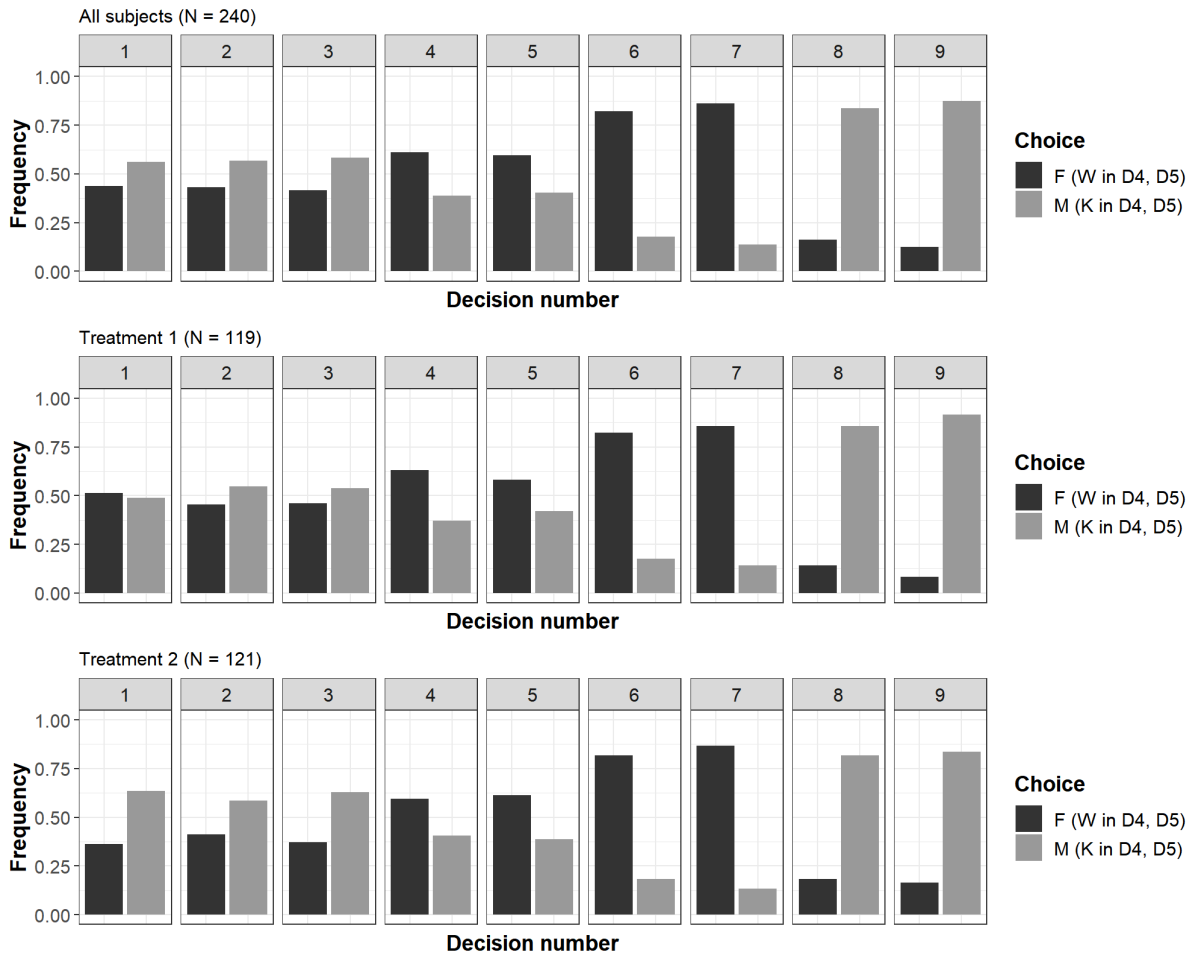 All subjects (N = 240)
1 2 3 4 5 6 7 8 9
1.00
0.75
0.50
0.25
0.00
Frequency
Decision number
Choice
F (W in D4, D5)
M (K in D4, D5)
Treatment 1 (N = 119)
1 2 3 4 5 6 7 8 9
1.00
0.75
0.50
0.25
0.00
Frequency
Decision number
Choice
F (W in D4, D5)
M (K in D4, D5)
Treatment 2 (N = 121)
1 2 3 4 5 6 7 8 9
1.00
0.75
0.50
0.25
0.00
Frequency
Decision number
Choice
F (W in D4, D5)
M (K in D4, D5)